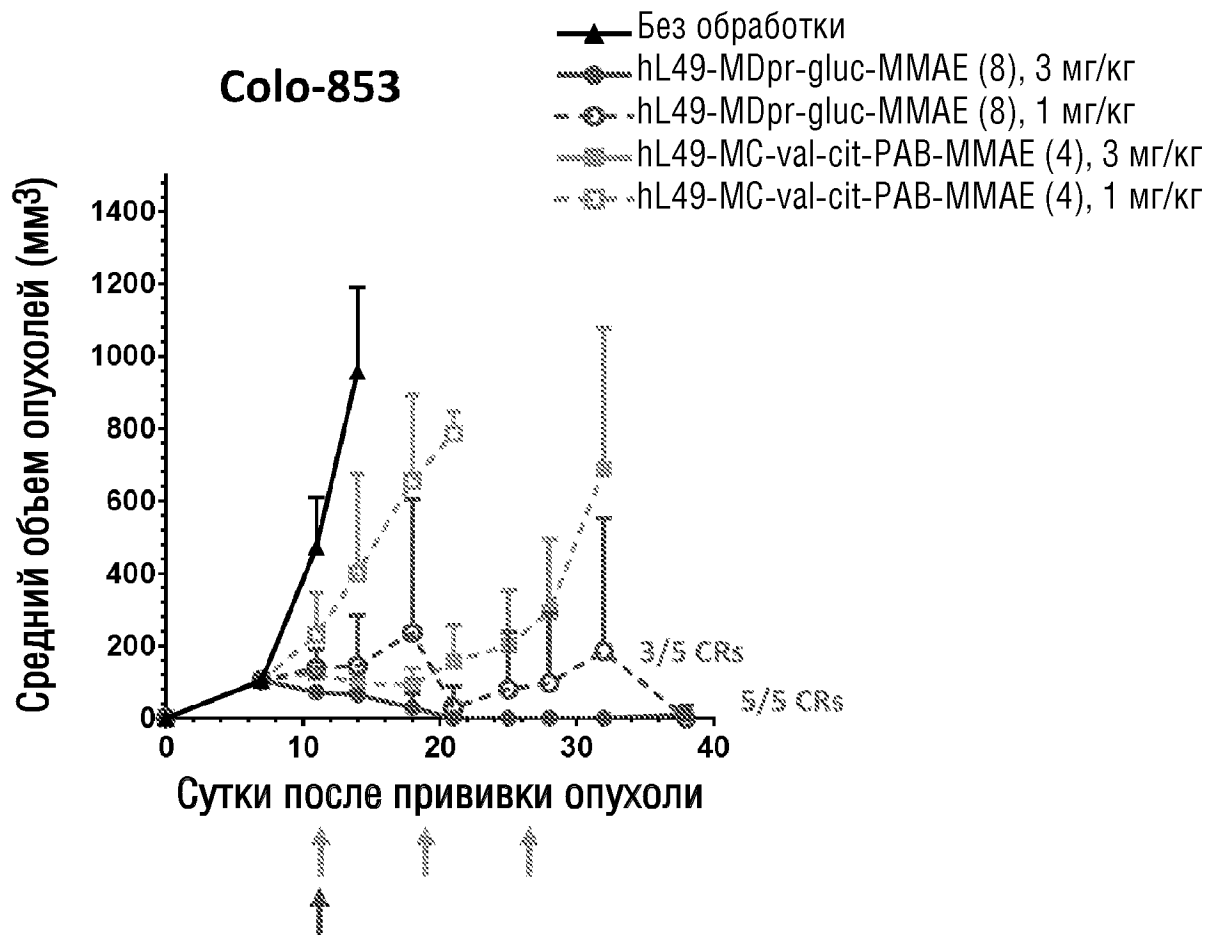 Без обработки
hL49-MDpr-gluc-MMAE (8), 3 мг/кг
hL49-MDpr-gluc-MMAE (8), 1 мг/кг
hL49-MC-val-cit-PAB-MMAE (4), 3 мг/кг
hL49-MC-val-cit-PAB-MMAE (4), 1 мг/кг
Colo-853
Средний объем опухолей (мм³)
1400
1200
1000
800
600
400
200
0
3/5 CRs
5/5 CRs
0 10 20 30 40
Сутки после прививки опухоли